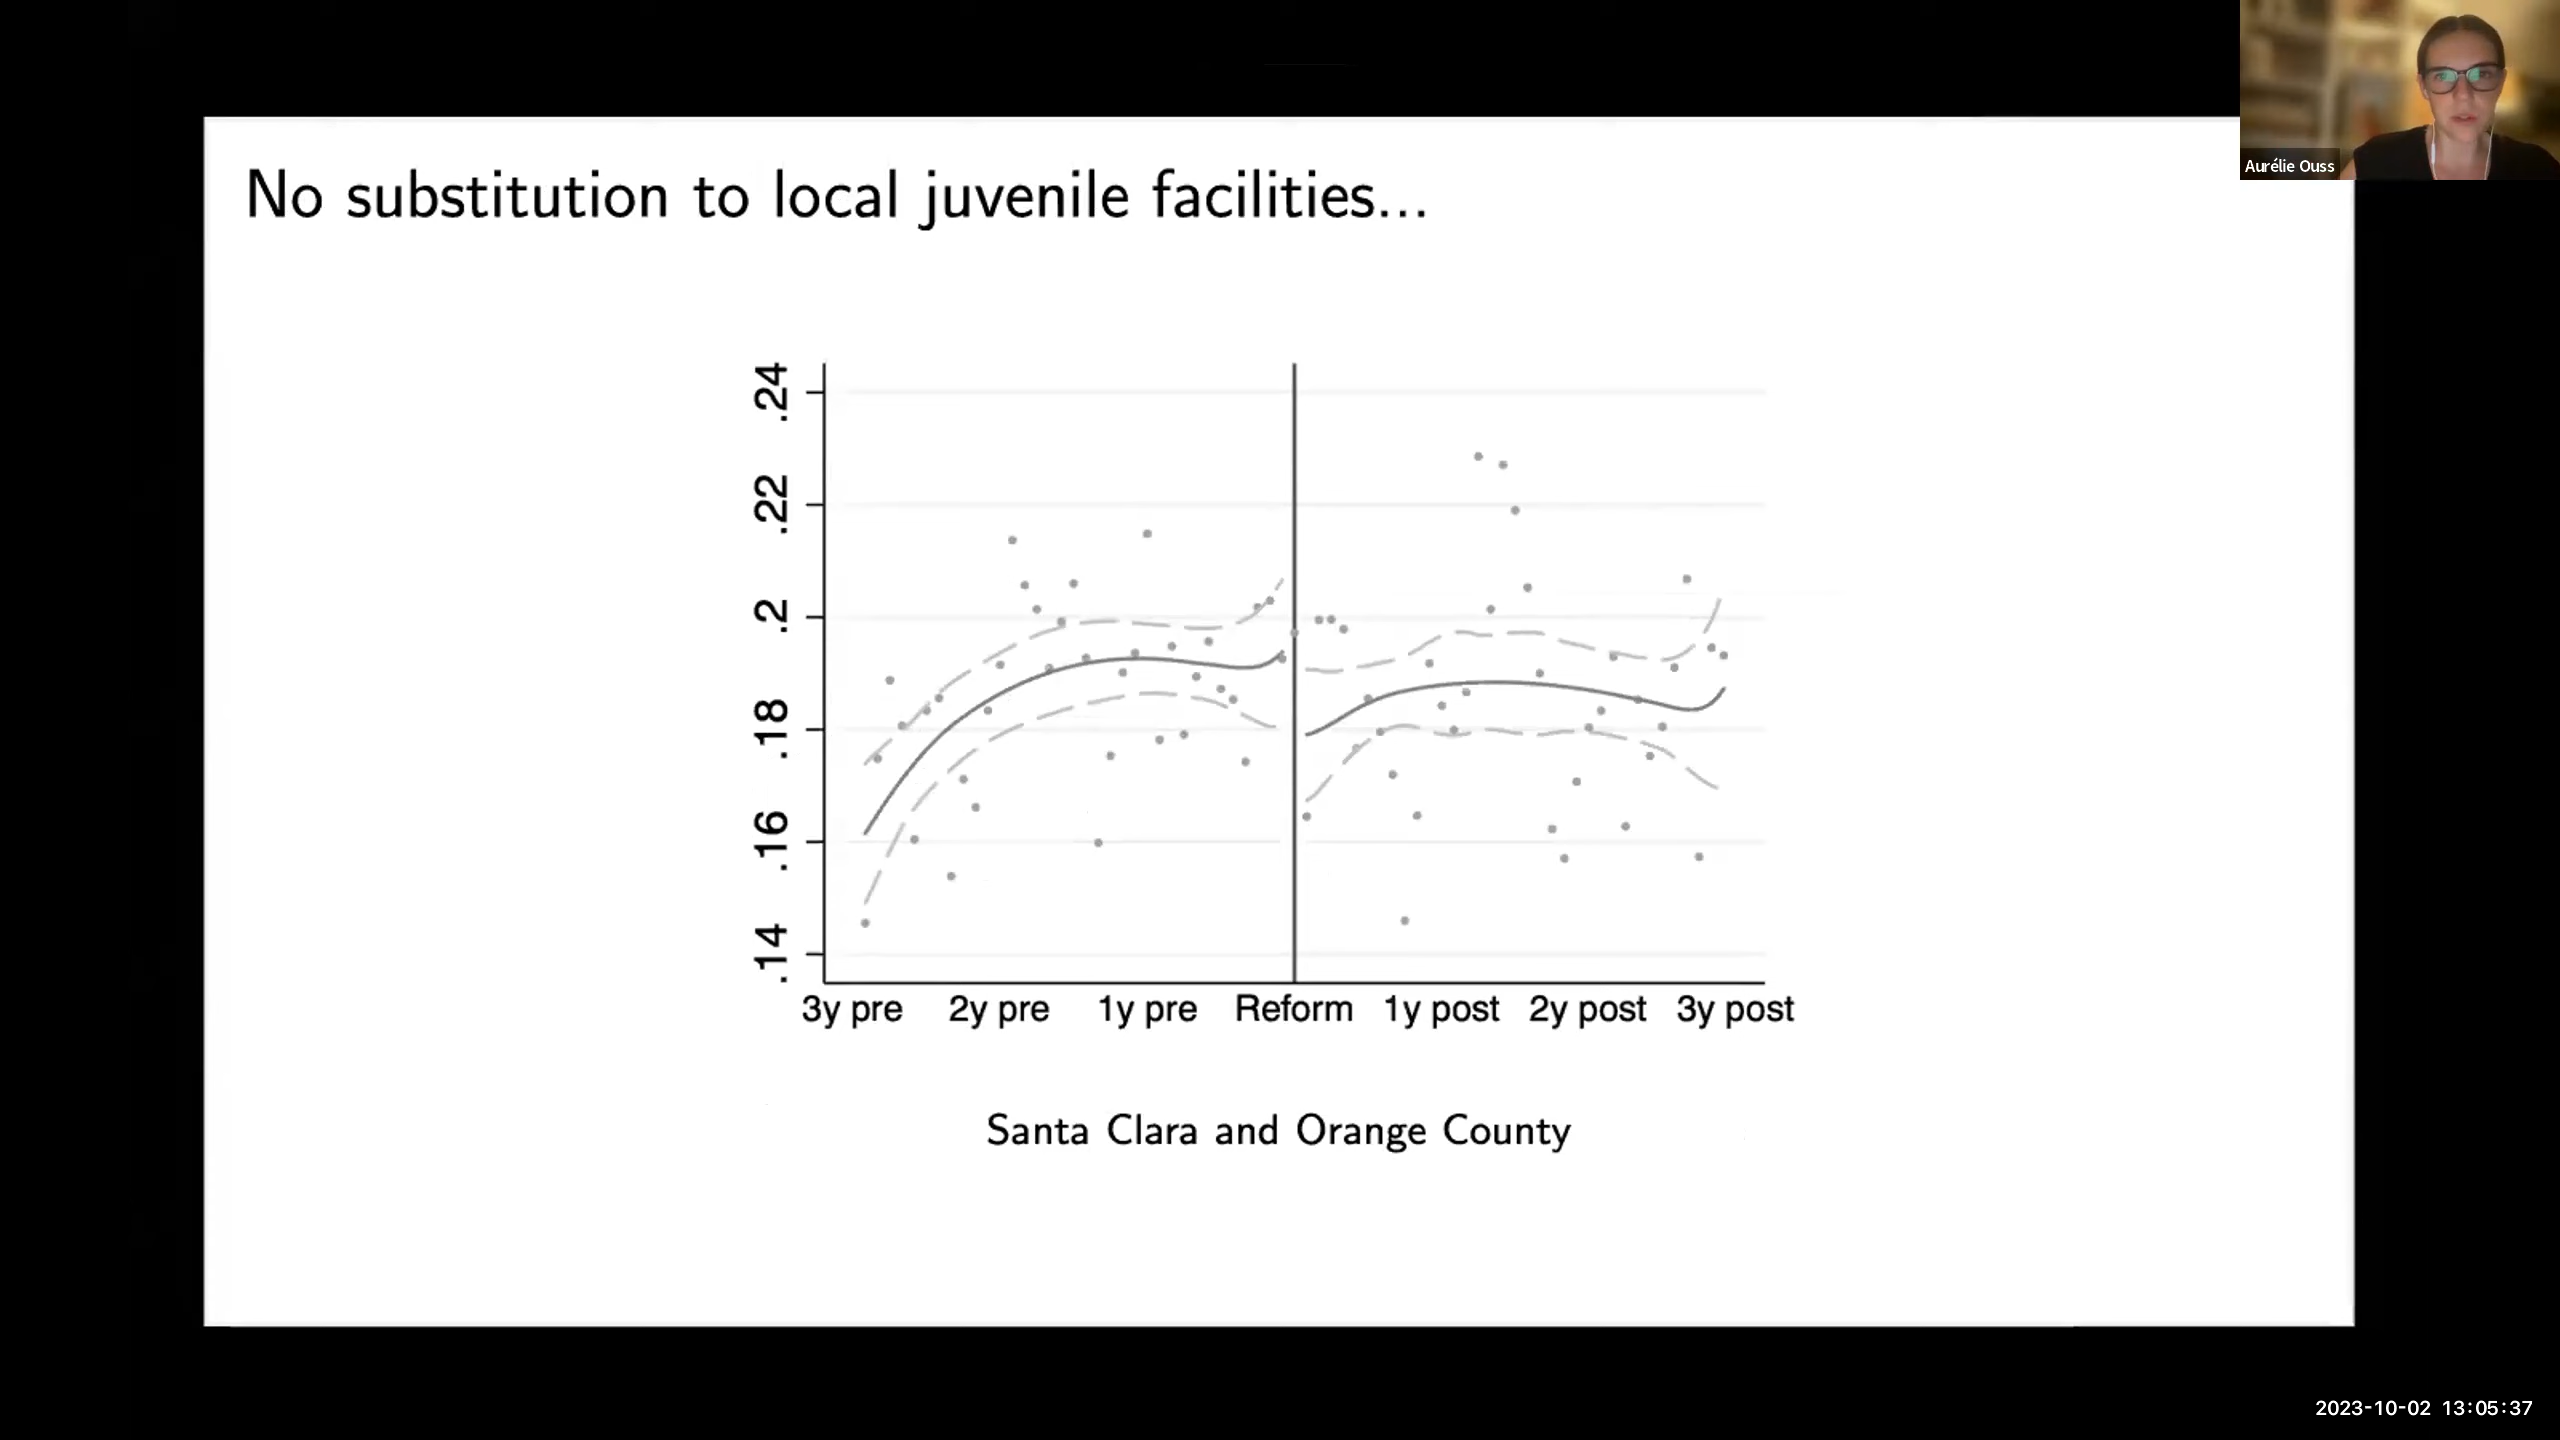 Aurélie Ouss
No substitution to local juvenile facilities...
.24
.22
.2
.18
.16
.14
3y pre 2y pre 1y pre Reform 1y post 2y post 3y post
Santa Clara and Orange County
2023-10-02 13:05:37